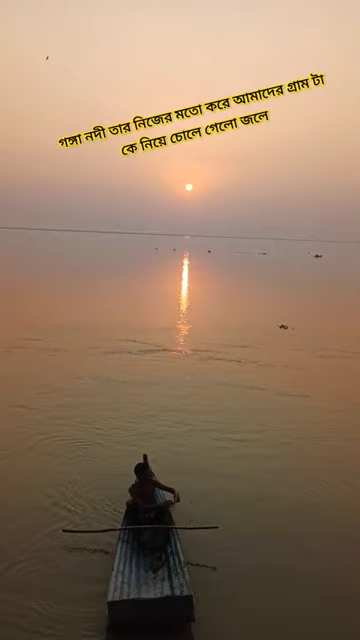 গঙ্গা নদী তার নিজের মতো করে আমাদের গ্রাম টা
কে নিয়ে চোলে গেলো জলে